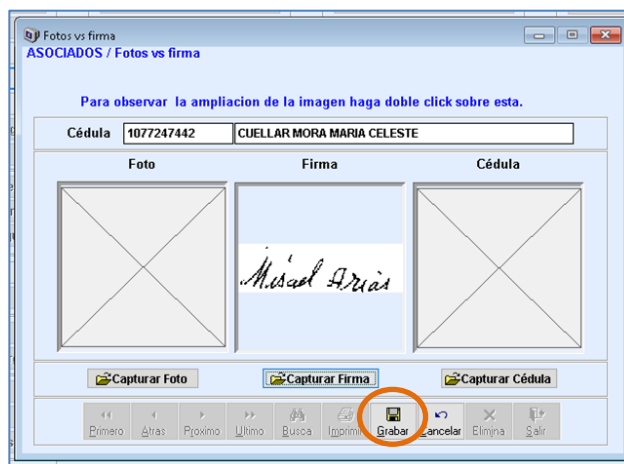 Fotos vs firma
ASOCIADOS / Fotos vs firma
Para observar la ampliacion de la imagen haga doble click sobre esta.
Cédula 1077247442 CUELLAR MORA MARIA CELESTE
Foto Firma Cédula
Misael Arias
Capturar Foto Capturar Firma Capturar Cédula
Primero Atras Proximo Ultimo Busca Imprimir Grabar Cancelar Elimina Salir